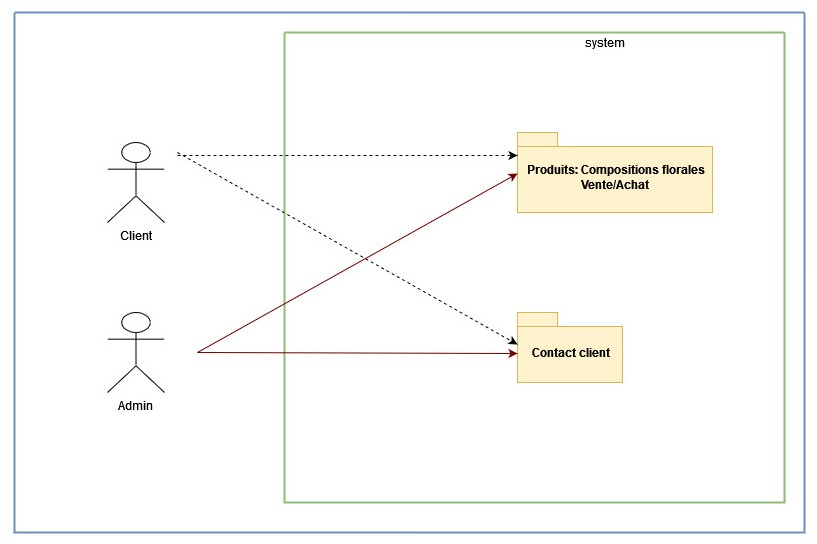 system
Produits: Compositions florales
Vente/Achat
Client
Contact client
Admin